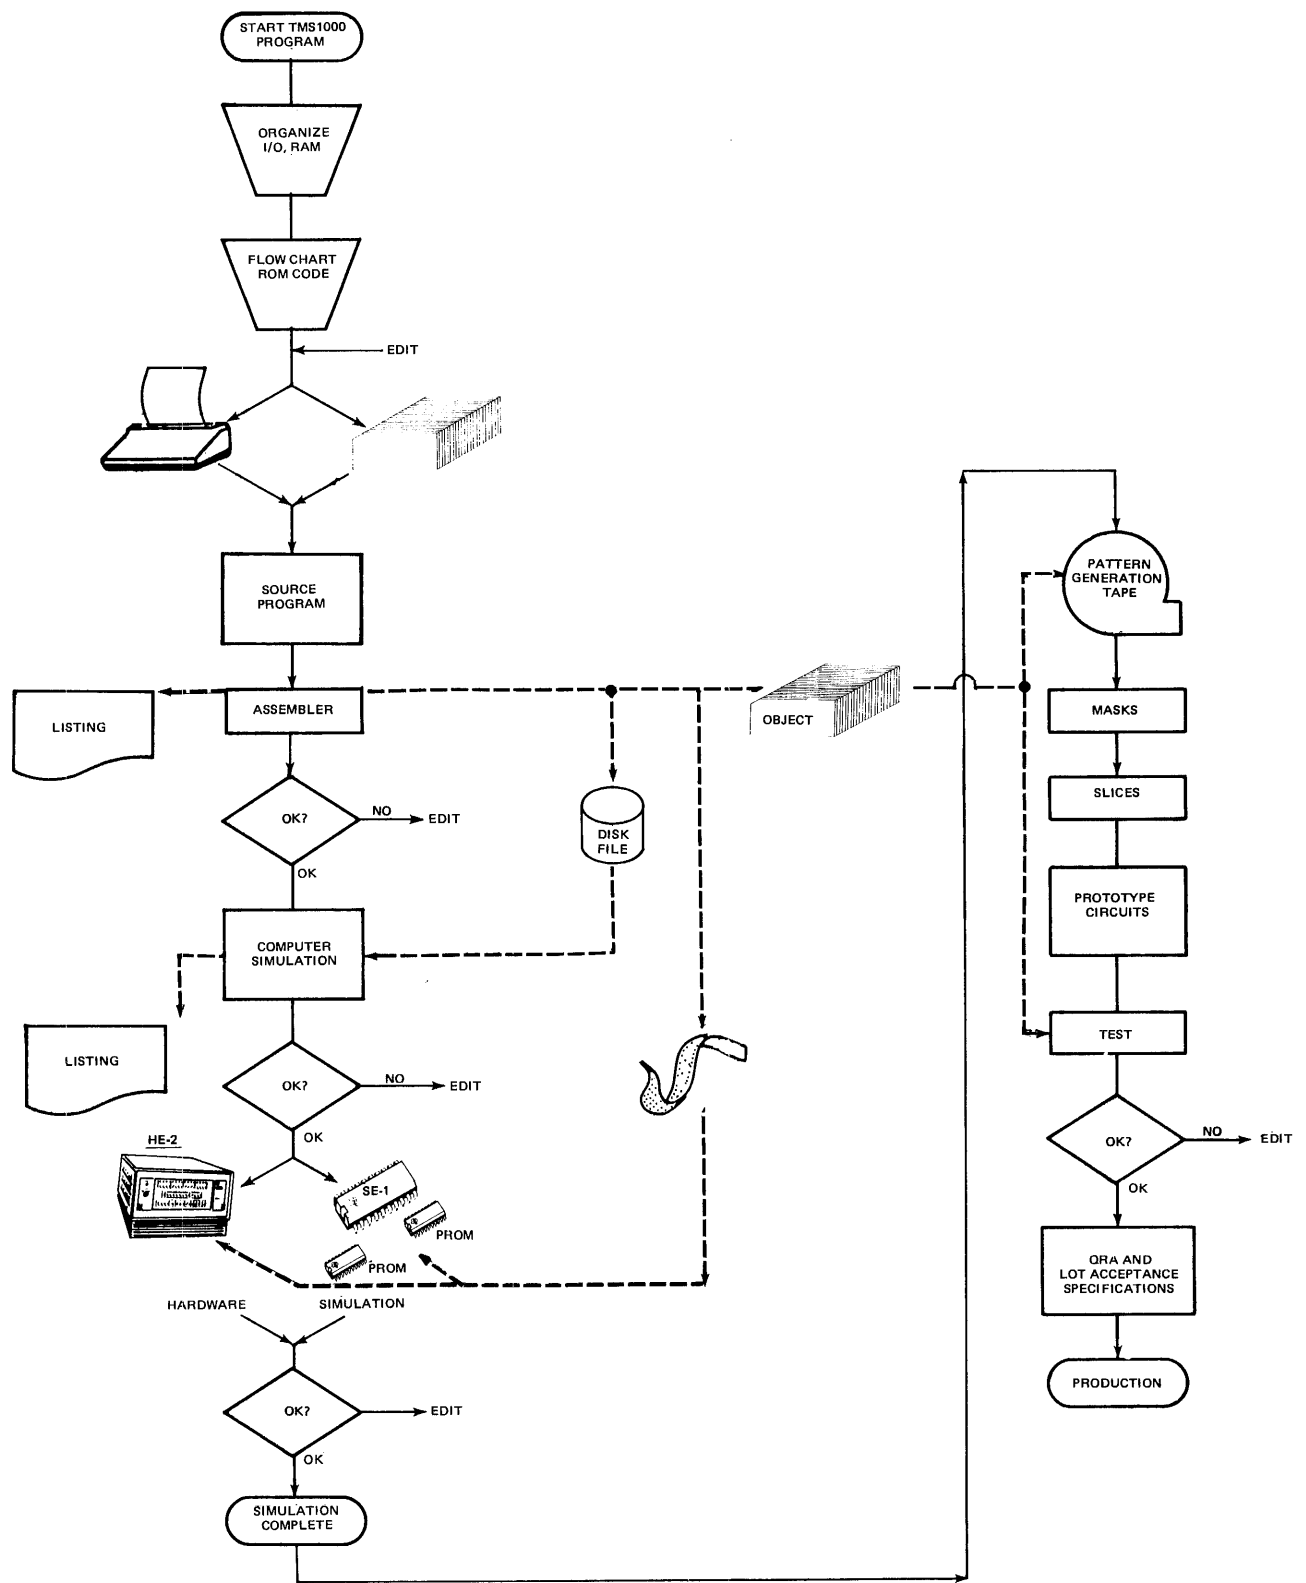 START TMS1000
PROGRAM
ORGANIZE
I/O, RAM
FLOW CHART
ROM CODE
EDIT
SOURCE
PROGRAM
ASSEMBLER
LISTING
OK?
NO
EDIT
OK
DISK
FILE
OBJECT
COMPUTER
SIMULATION
LISTING
OK?
NO
EDIT
OK
HE-2
SE-1
PROM
PROM
HARDWARE
SIMULATION
OK?
EDIT
OK
SIMULATION
COMPLETE
PATTERN
GENERATION
TAPE
MASKS
SLICES
PROTOTYPE
CIRCUITS
TEST
OK?
NO
EDIT
OK
QRA AND
LOT ACCEPTANCE
SPECIFICATIONS
PRODUCTION